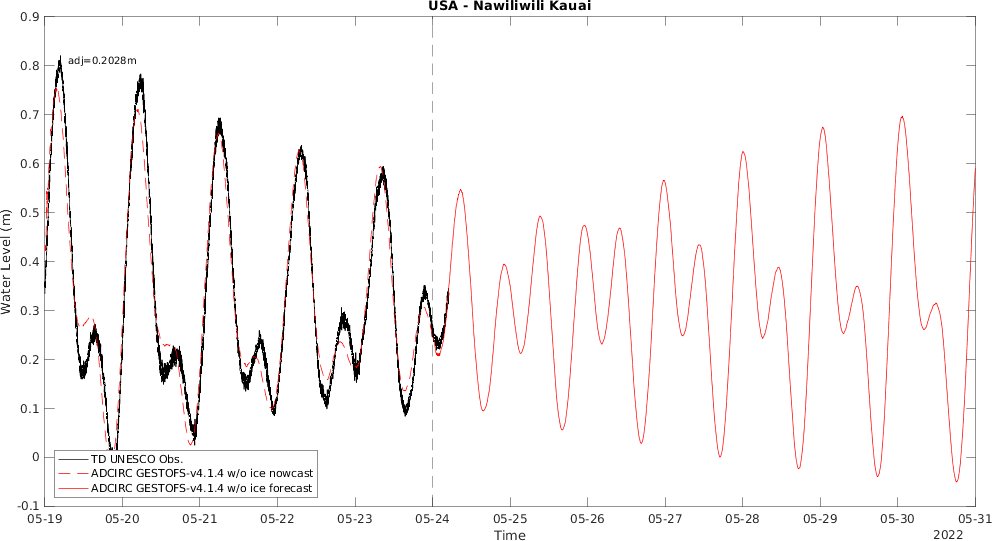 USA - Nawiliwili Kauai
0.9
adj=0.2028m
0.8
0.7
0.6
0.5
0.4
0.3
0.2
0.1
0
-0.1
Water Level (m)
TD UNESCO Obs.
ADCIRC GESTOFS-v4.1.4 w/o ice nowcast
ADCIRC GESTOFS-v4.1.4 w/o ice forecast
05-19 05-20 05-21 05-22 05-23 05-24 05-25 05-26 05-27 05-28 05-29 05-30 05-31
Time
2022